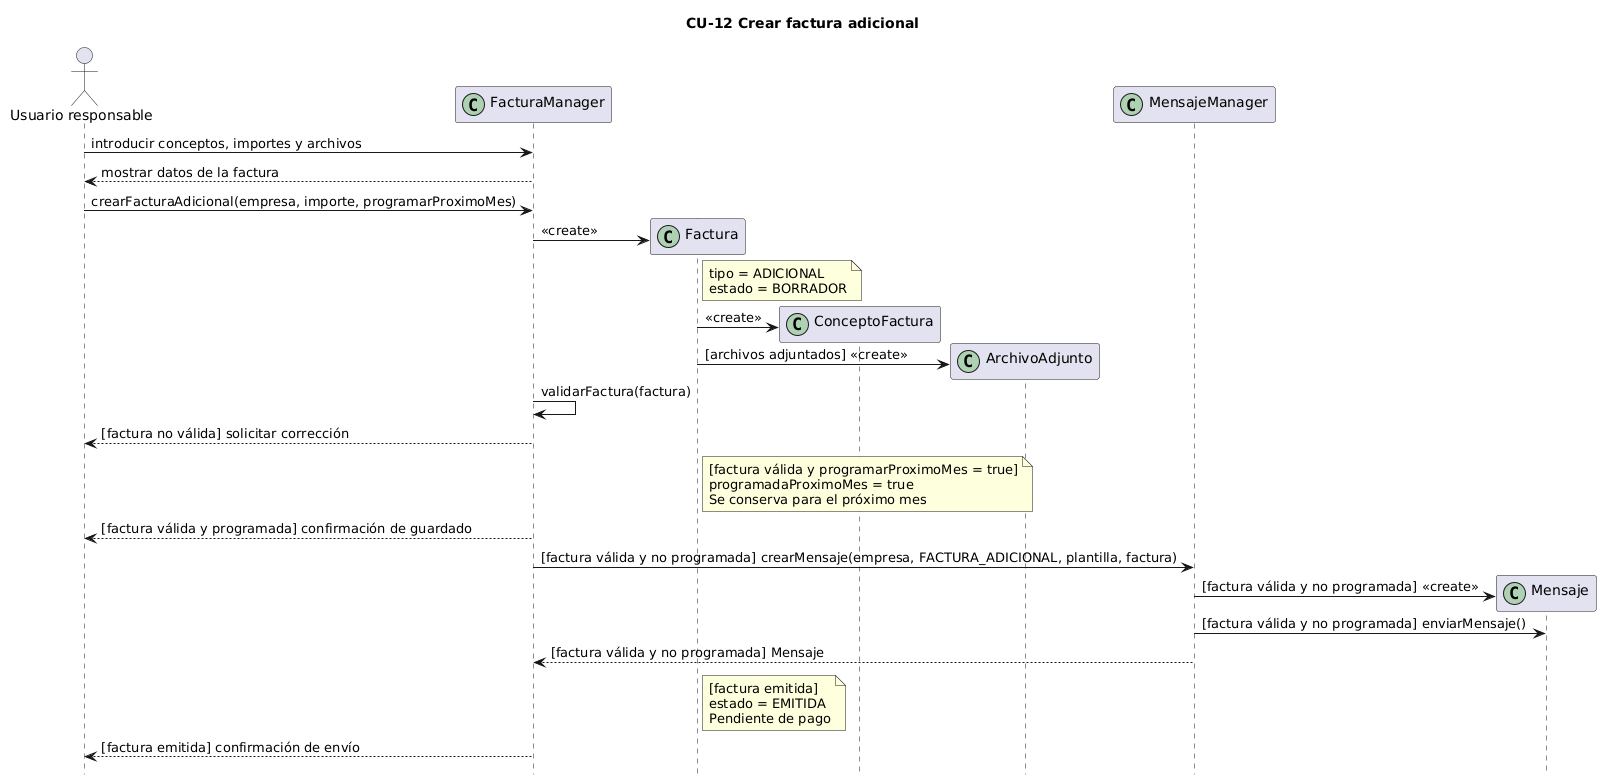 CU-12 Crear factura adicional
Usuario responsable
C FacturaManager
C MensajeManager
introducir conceptos, importes y archivos
mostrar datos de la factura
crearFacturaAdicional(empresa, importe, programarProximoMes)
«create»
C Factura
tipo = ADICIONAL
estado = BORRADOR
«create»
C ConceptoFactura
[archivos adjuntados] «create»
C ArchivoAdjunto
validarFactura(factura)
[factura no válida] solicitar corrección
[factura válida y programarProximoMes = true]
programadaProximoMes = true
Se conserva para el próximo mes
[factura válida y programada] confirmación de guardado
[factura válida y no programada] crearMensaje(empresa, FACTURA_ADICIONAL, plantilla, factura)
[factura válida y no programada] «create»
C Mensaje
[factura válida y no programada] enviarMensaje()
[factura válida y no programada] Mensaje
[factura emitida]
estado = EMITIDA
Pendiente de pago
[factura emitida] confirmación de envío